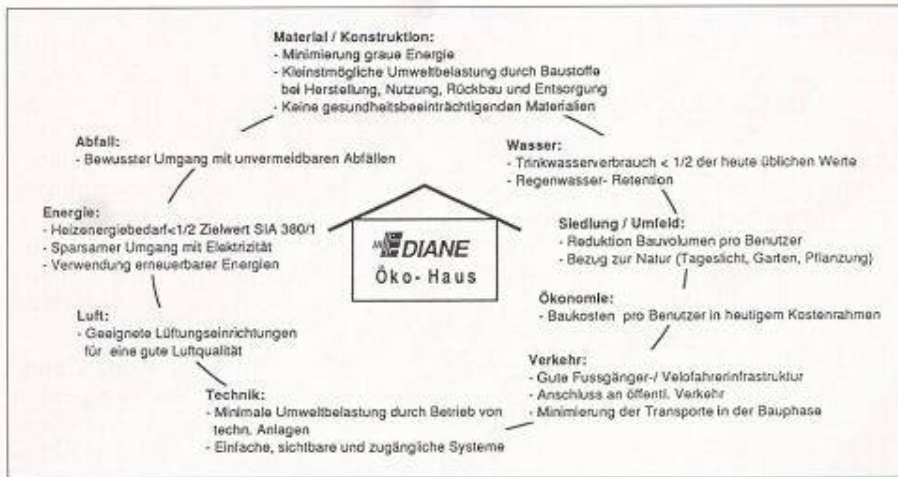 Material / Konstruktion:
- Minimierung graue Energie
- Kleinstmögliche Umweltbelastung durch Baustoffe
bei Herstellung, Nutzung, Rückbau und Entsorgung
- Keine gesundheitsbeeinträchtigenden Materialien
Wasser:
- Trinkwasserverbrauch < 1/2 der heute üblichen Werte
- Regenwasser- Retention
Siedlung / Umfeld:
- Reduktion Bauvolumen pro Benutzer
- Bezug zur Natur (Tageslicht, Garten, Pflanzung)
Ökonomie:
- Baukosten pro Benutzer in heutigem Kostenrahmen
Verkehr:
- Gute Fussgänger-/ Velofahrerinfrastruktur
- Anschluss an öffentl. Verkehr
- Minimierung der Transporte in der Bauphase
Technik:
- Minimale Umweltbelastung durch Betrieb von
techn. Anlagen
- Einfache, sichtbare und zugängliche Systeme
Luft:
- Geeignete Lüftungseinrichtungen
für eine gute Luftqualität
Energie:
- Heizenergiebedarf<1/2 Zielwert SIA 380/1
- Sparsamer Umgang mit Elektrizität
- Verwendung erneuerbarer Energien
Abfall:
- Bewusster Umgang mit unvermeidbaren Abfällen
DIANE
Öko- Haus